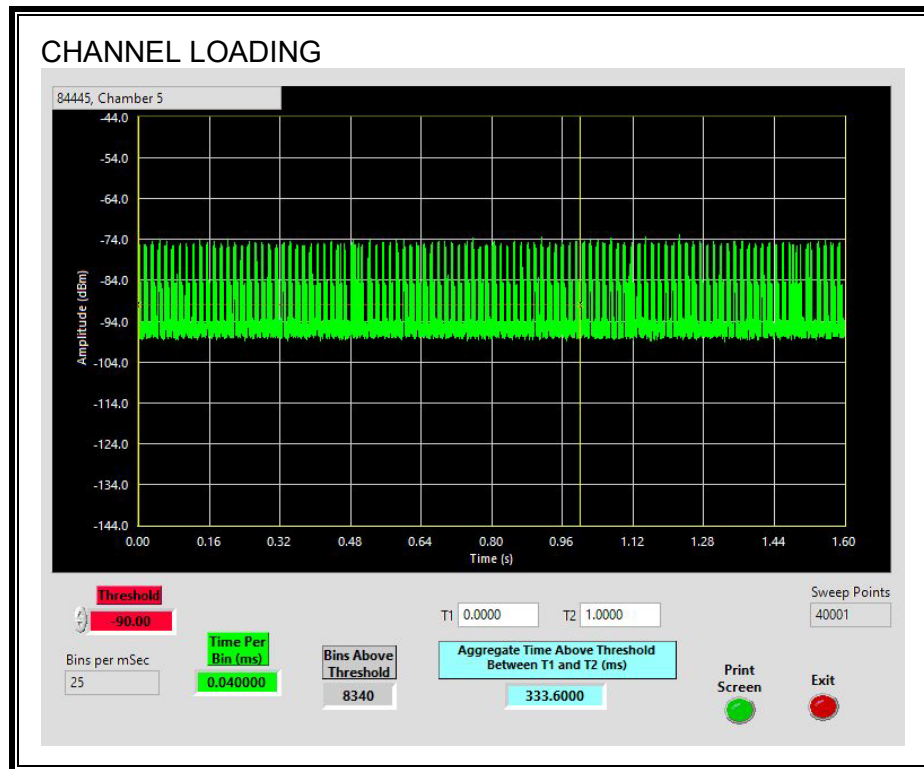 CHANNEL LOADING
84445, Chamber 5
-44.0
-54.0
-64.0
-74.0
-84.0
-94.0
-104.0
-114.0
-124.0
-134.0
-144.0
Amplitude (dBm)
0.00 0.16 0.32 0.48 0.64 0.80 0.96 1.12 1.28 1.44 1.60
Time (s)
Threshold
-90.00
Bins per mSec
25
Time Per
Bin (ms)
0.040000
Bins Above
Threshold
8340
T1 0.0000 T2 1.0000
Aggregate Time Above Threshold
Between T1 and T2 (ms)
333.6000
Sweep Points
40001
Print
Screen
Exit